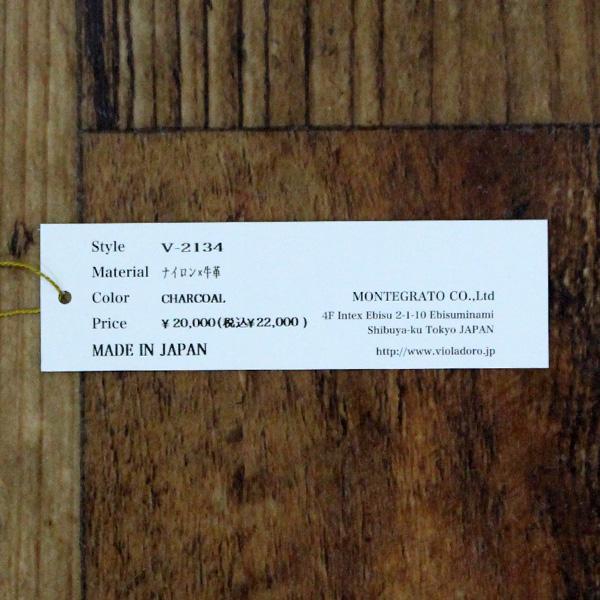 Style V-2134
Material ナイロン×牛革
Color CHARCOAL
Price ¥ 20,000(税込¥22,000 )
MADE IN JAPAN
MONTEGRATO CO.,Ltd
4F Intex Ebisu 2-1-10 Ebisuminami
Shibuya-ku Tokyo JAPAN
http://www.violadoro.jp